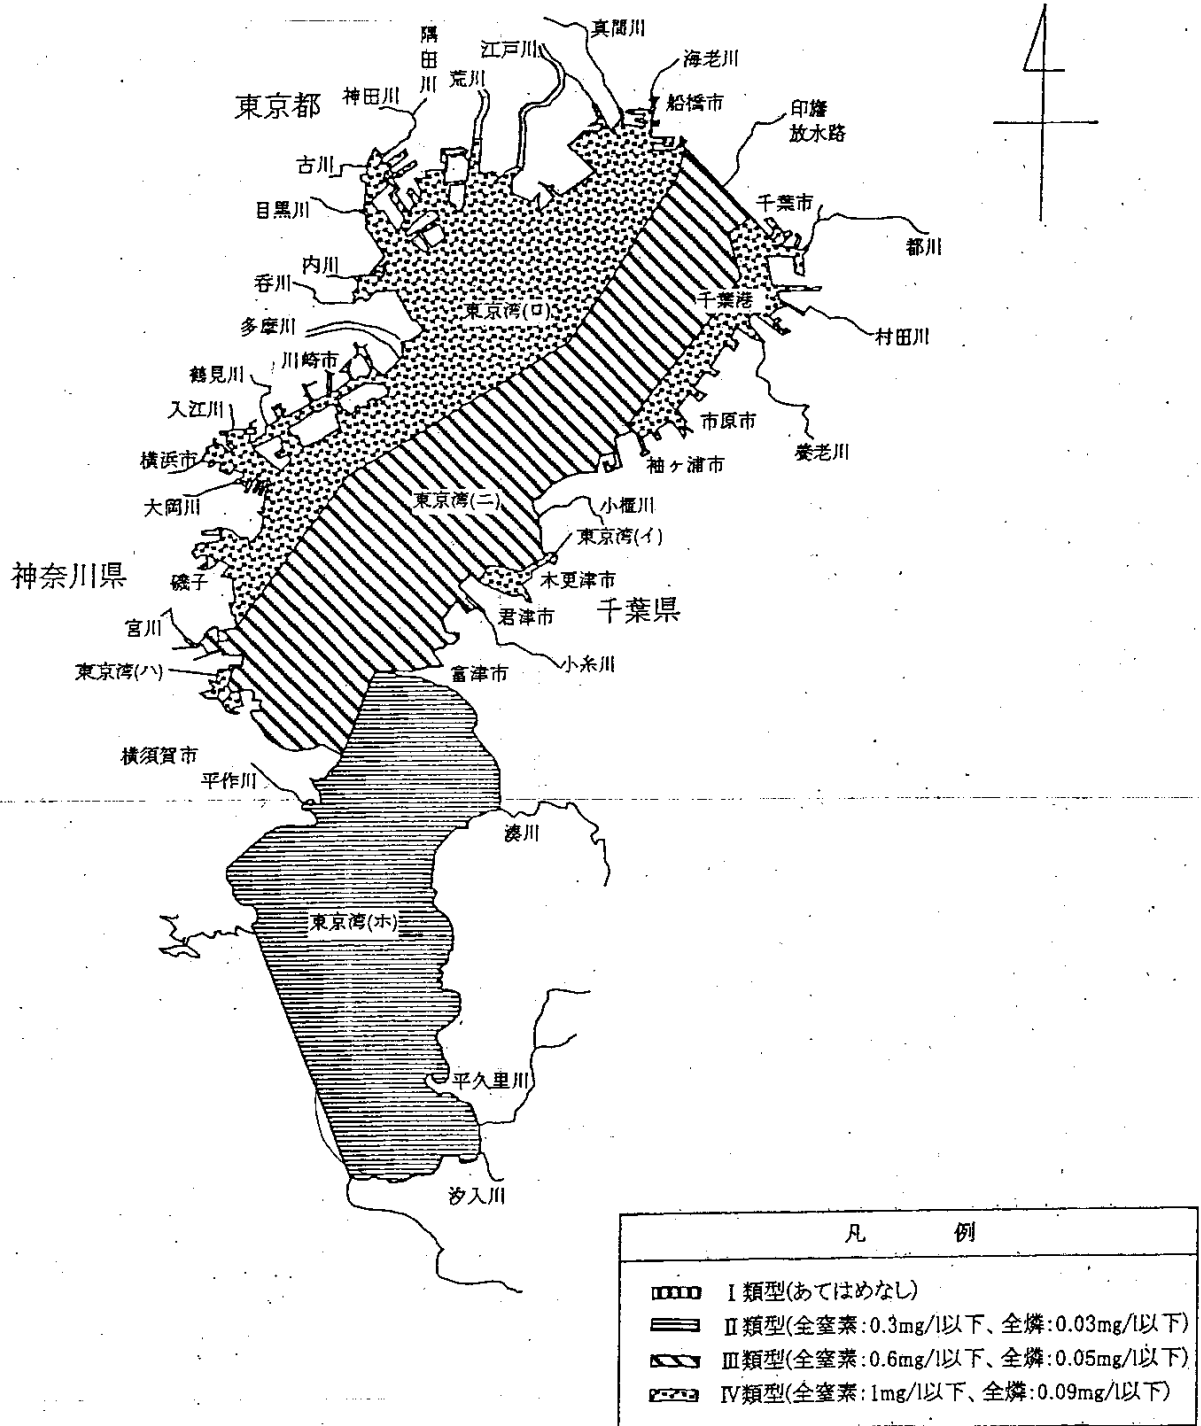 隅田川
江戸川
真間川
荒川
海老川
神田川
船橋市
東京都
印旛
放水路
古川
千葉市
目黒川
都川
内川
呑川
千葉港
東京湾(ロ)
多摩川
村田川
川崎市
鶴見川
入江川
市原市
養老川
横浜市
袖ヶ浦市
東京湾(ニ)
大岡川
小櫃川
東京湾(イ)
神奈川県
磯子
木更津市
君津市
千葉県
宮川
小糸川
東京湾(ハ)
富津市
横須賀市
平作川
湊川
東京湾(ホ)
平久里川
汐入川
凡 例
Ⅰ類型(あてはめなし)
Ⅱ類型(全窒素:0.3mg/l以下、全燐:0.03mg/l以下)
Ⅲ類型(全窒素:0.6mg/l以下、全燐:0.05mg/l以下)
Ⅳ類型(全窒素:1mg/l以下、全燐:0.09mg/l以下)